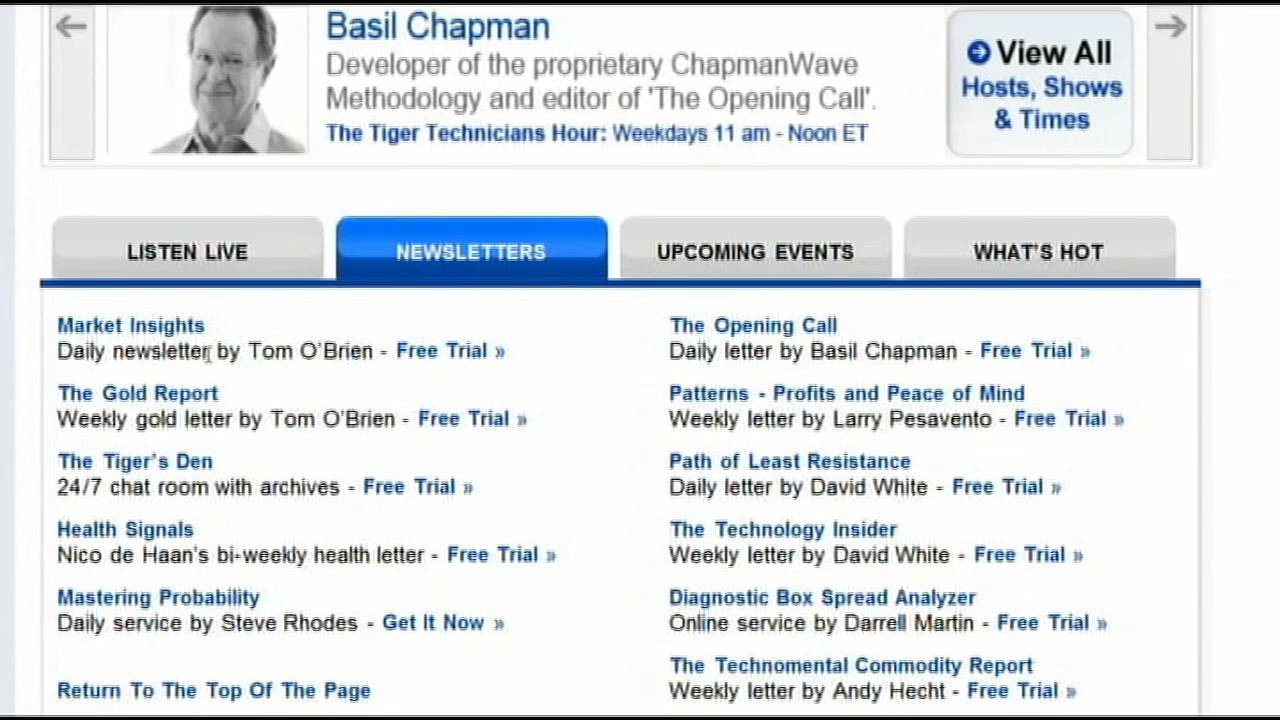 Basil Chapman
Developer of the proprietary ChapmanWave
Methodology and editor of 'The Opening Call'.
The Tiger Technicians Hour: Weekdays 11 am - Noon ET
View All
Hosts, Shows
& Times
LISTEN LIVE
NEWSLETTERS
UPCOMING EVENTS
WHAT'S HOT
Market Insights
Daily newsletter by Tom O'Brien - Free Trial »
The Gold Report
Weekly gold letter by Tom O'Brien - Free Trial »
The Tiger's Den
24/7 chat room with archives - Free Trial »
Health Signals
Nico de Haan's bi-weekly health letter - Free Trial »
Mastering Probability
Daily service by Steve Rhodes - Get It Now »
Return To The Top Of The Page
The Opening Call
Daily letter by Basil Chapman - Free Trial »
Patterns - Profits and Peace of Mind
Weekly letter by Larry Pesavento - Free Trial »
Path of Least Resistance
Daily letter by David White - Free Trial »
The Technology Insider
Weekly letter by David White - Free Trial »
Diagnostic Box Spread Analyzer
Online service by Darrell Martin - Free Trial »
The Technomental Commodity Report
Weekly letter by Andy Hecht - Free Trial »